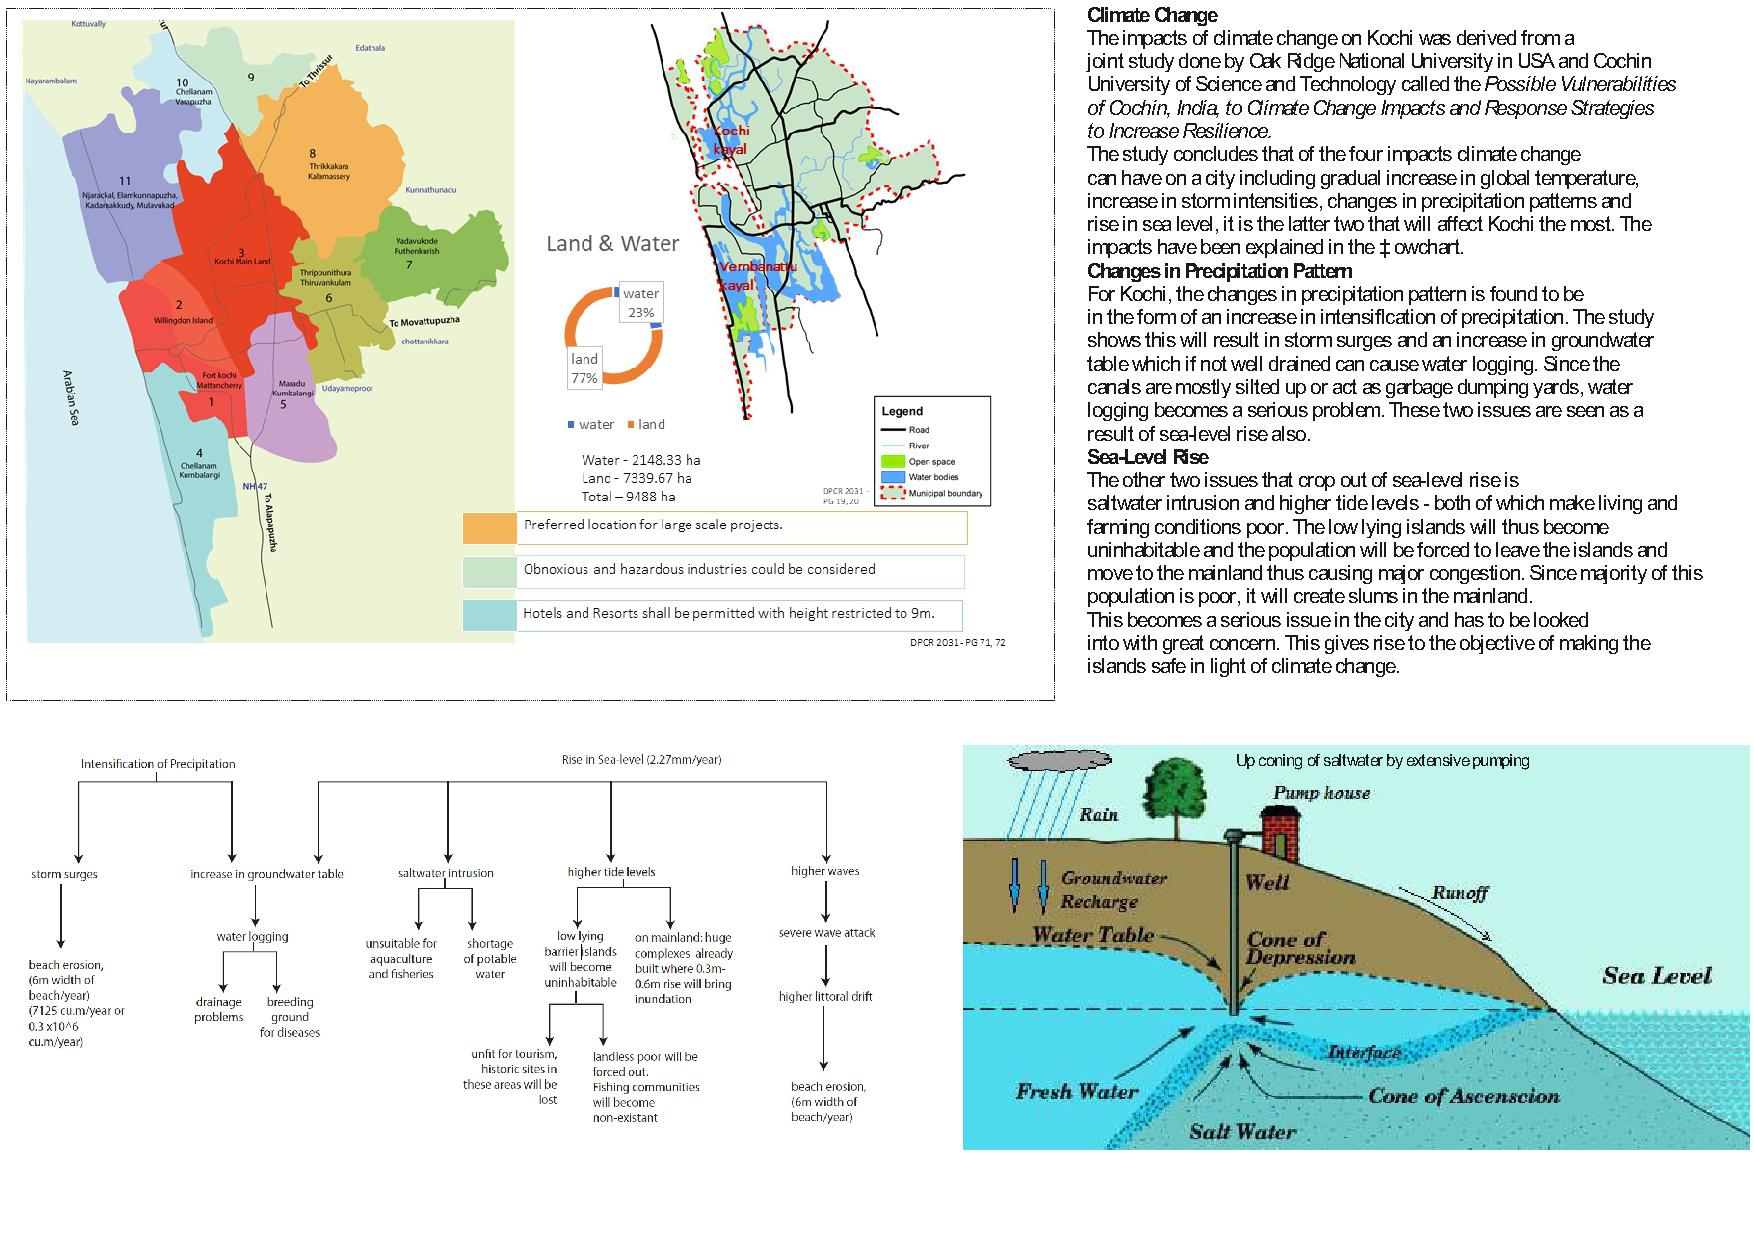 Kottuvally
Edathala
To Thrissur
Nayarambalam
10
Chellanam
Varapuzha
9
8
Thrikkakara
Kalamassery
11
Njarackal, Elamkunnapuzha,
Kadamakkudy, Mulavukad
Kunnathunacu
Vadavukode
Futhenkerish
7
3
Kochi Main Land
Thripunithura
Thiruvankulam
6
2
Willingdon Island
To Movattupuzha
chottanikkara
Fort kochi
Mattancherry
1
Maradu
Kumbalangi
5
Udayameproor
Arabian Sea
4
Chellanam
Kumbalangi
NH 47
To Alapapuzha
Land & Water
water
23%
land
77%
water land
Water - 2148.33 ha
Land - 7339.67 ha
Total – 9488 ha
Kochi
kayal
Vembanattu
kayal
Legend
Road
River
Open space
Water bodies
Municipal boundary
DPCR 2031 -
PG 19,20
Preferred location for large scale projects.
Obnoxious and hazardous industries could be considered
Hotels and Resorts shall be permitted with height restricted to 9m.
DPCR 2031- PG 71, 72
Climate Change
The impacts of climate change on Kochi was derived from a
joint study done by Oak Ridge National University in USA and Cochin
University of Science and Technology called the Possible Vulnerabilities
of Cochin, India, to Climate Change Impacts and Response Strategies
to Increase Resilience.
The study concludes that of the four impacts climate change
can have on a city including gradual increase in global temperature,
increase in storm intensities, changes in precipitation patterns and
rise in sea level, it is the latter two that will affect Kochi the most. The
impacts have been explained in the ‡ owchart.
Changes in Precipitation Pattern
For Kochi, the changes in precipitation pattern is found to be
in the form of an increase in intensification of precipitation. The study
shows this will result in storm surges and an increase in groundwater
table which if not well drained can cause water logging. Since the
canals are mostly silted up or act as garbage dumping yards, water
logging becomes a serious problem. These two issues are seen as a
result of sea-level rise also.
Sea-Level Rise
The other two issues that crop out of sea-level rise is
saltwater intrusion and higher tide levels - both of which make living and
farming conditions poor. The low lying islands will thus become
uninhabitable and the population will be forced to leave the islands and
move to the mainland thus causing major congestion. Since majority of this
population is poor, it will create slums in the mainland.
This becomes a serious issue in the city and has to be looked
into with great concern. This gives rise to the objective of making the
islands safe in light of climate change.
Intensification of Precipitation
Rise in Sea-level (2.27mm/year)
storm surges
increase in groundwater table
saltwater intrusion
higher tide levels
higher waves
beach erosion,
(6m width of
beach/year)
(7125 cu.m/year or
0.3 x10^6
cu.m/year)
water logging
drainage
problems
breeding
ground
for diseases
unsuitable for
aquaculture
and fisheries
shortage
of potable
water
low lying
barrier islands
will become
uninhabitable
on mainland: huge
complexes already
built where 0.3m-
0.6m rise will bring
inundation
unfit for tourism,
historic sites in
these areas will be
lost
landless poor will be
forced out.
Fishing communities
will become
non-existant
severe wave attack
higher littoral drift
beach erosion,
(6m width of
beach/year)
Up coning of saltwater by extensive pumping
Pump house
Rain
Groundwater
Recharge
Well
Runoff
Water Table
Cone of
Depression
Sea Level
Interface
Fresh Water
Cone of Ascenscion
Salt Water